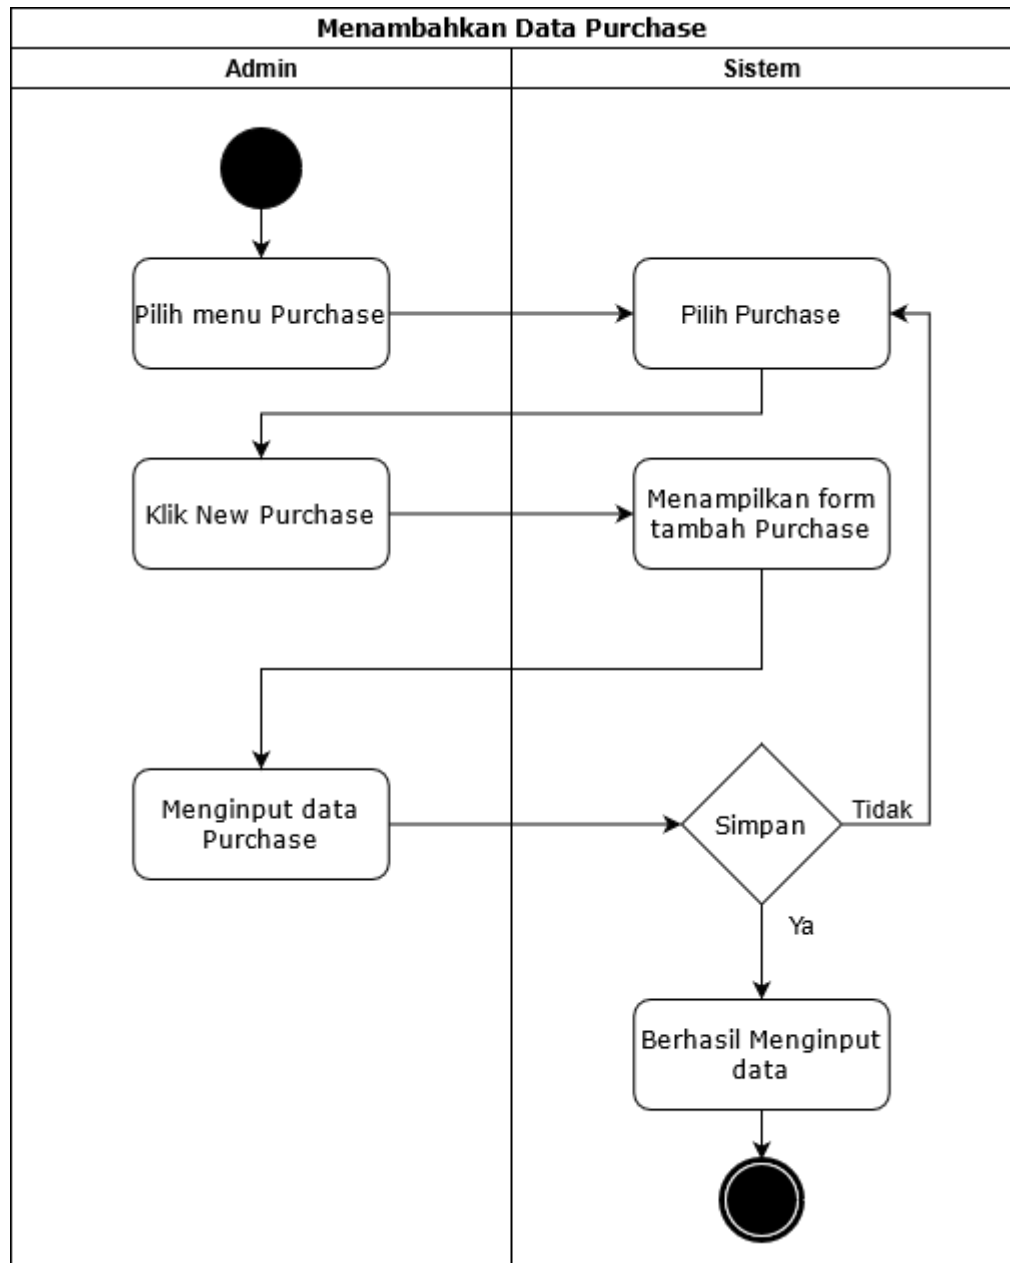 Menambahkan Data Purchase
Admin
Sistem
Pilih menu Purchase
Pilih Purchase
Klik New Purchase
Menampilkan form
tambah Purchase
Menginput data
Purchase
Simpan
Tidak
Ya
Berhasil Menginput
data